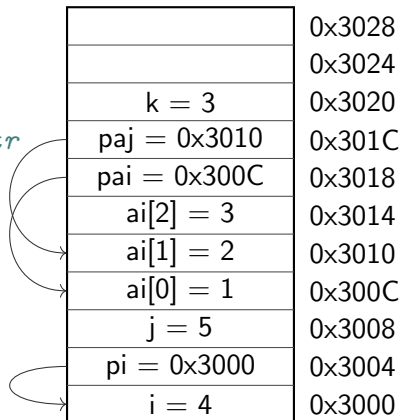 0x3028
0x3024
k = 3 0x3020
paj = 0x3010 0x301C
pai = 0x300C 0x3018
ai[2] = 3 0x3014
ai[1] = 2 0x3010
ai[0] = 1 0x300C
j = 5 0x3008
pi = 0x3000 0x3004
i = 4 0x3000